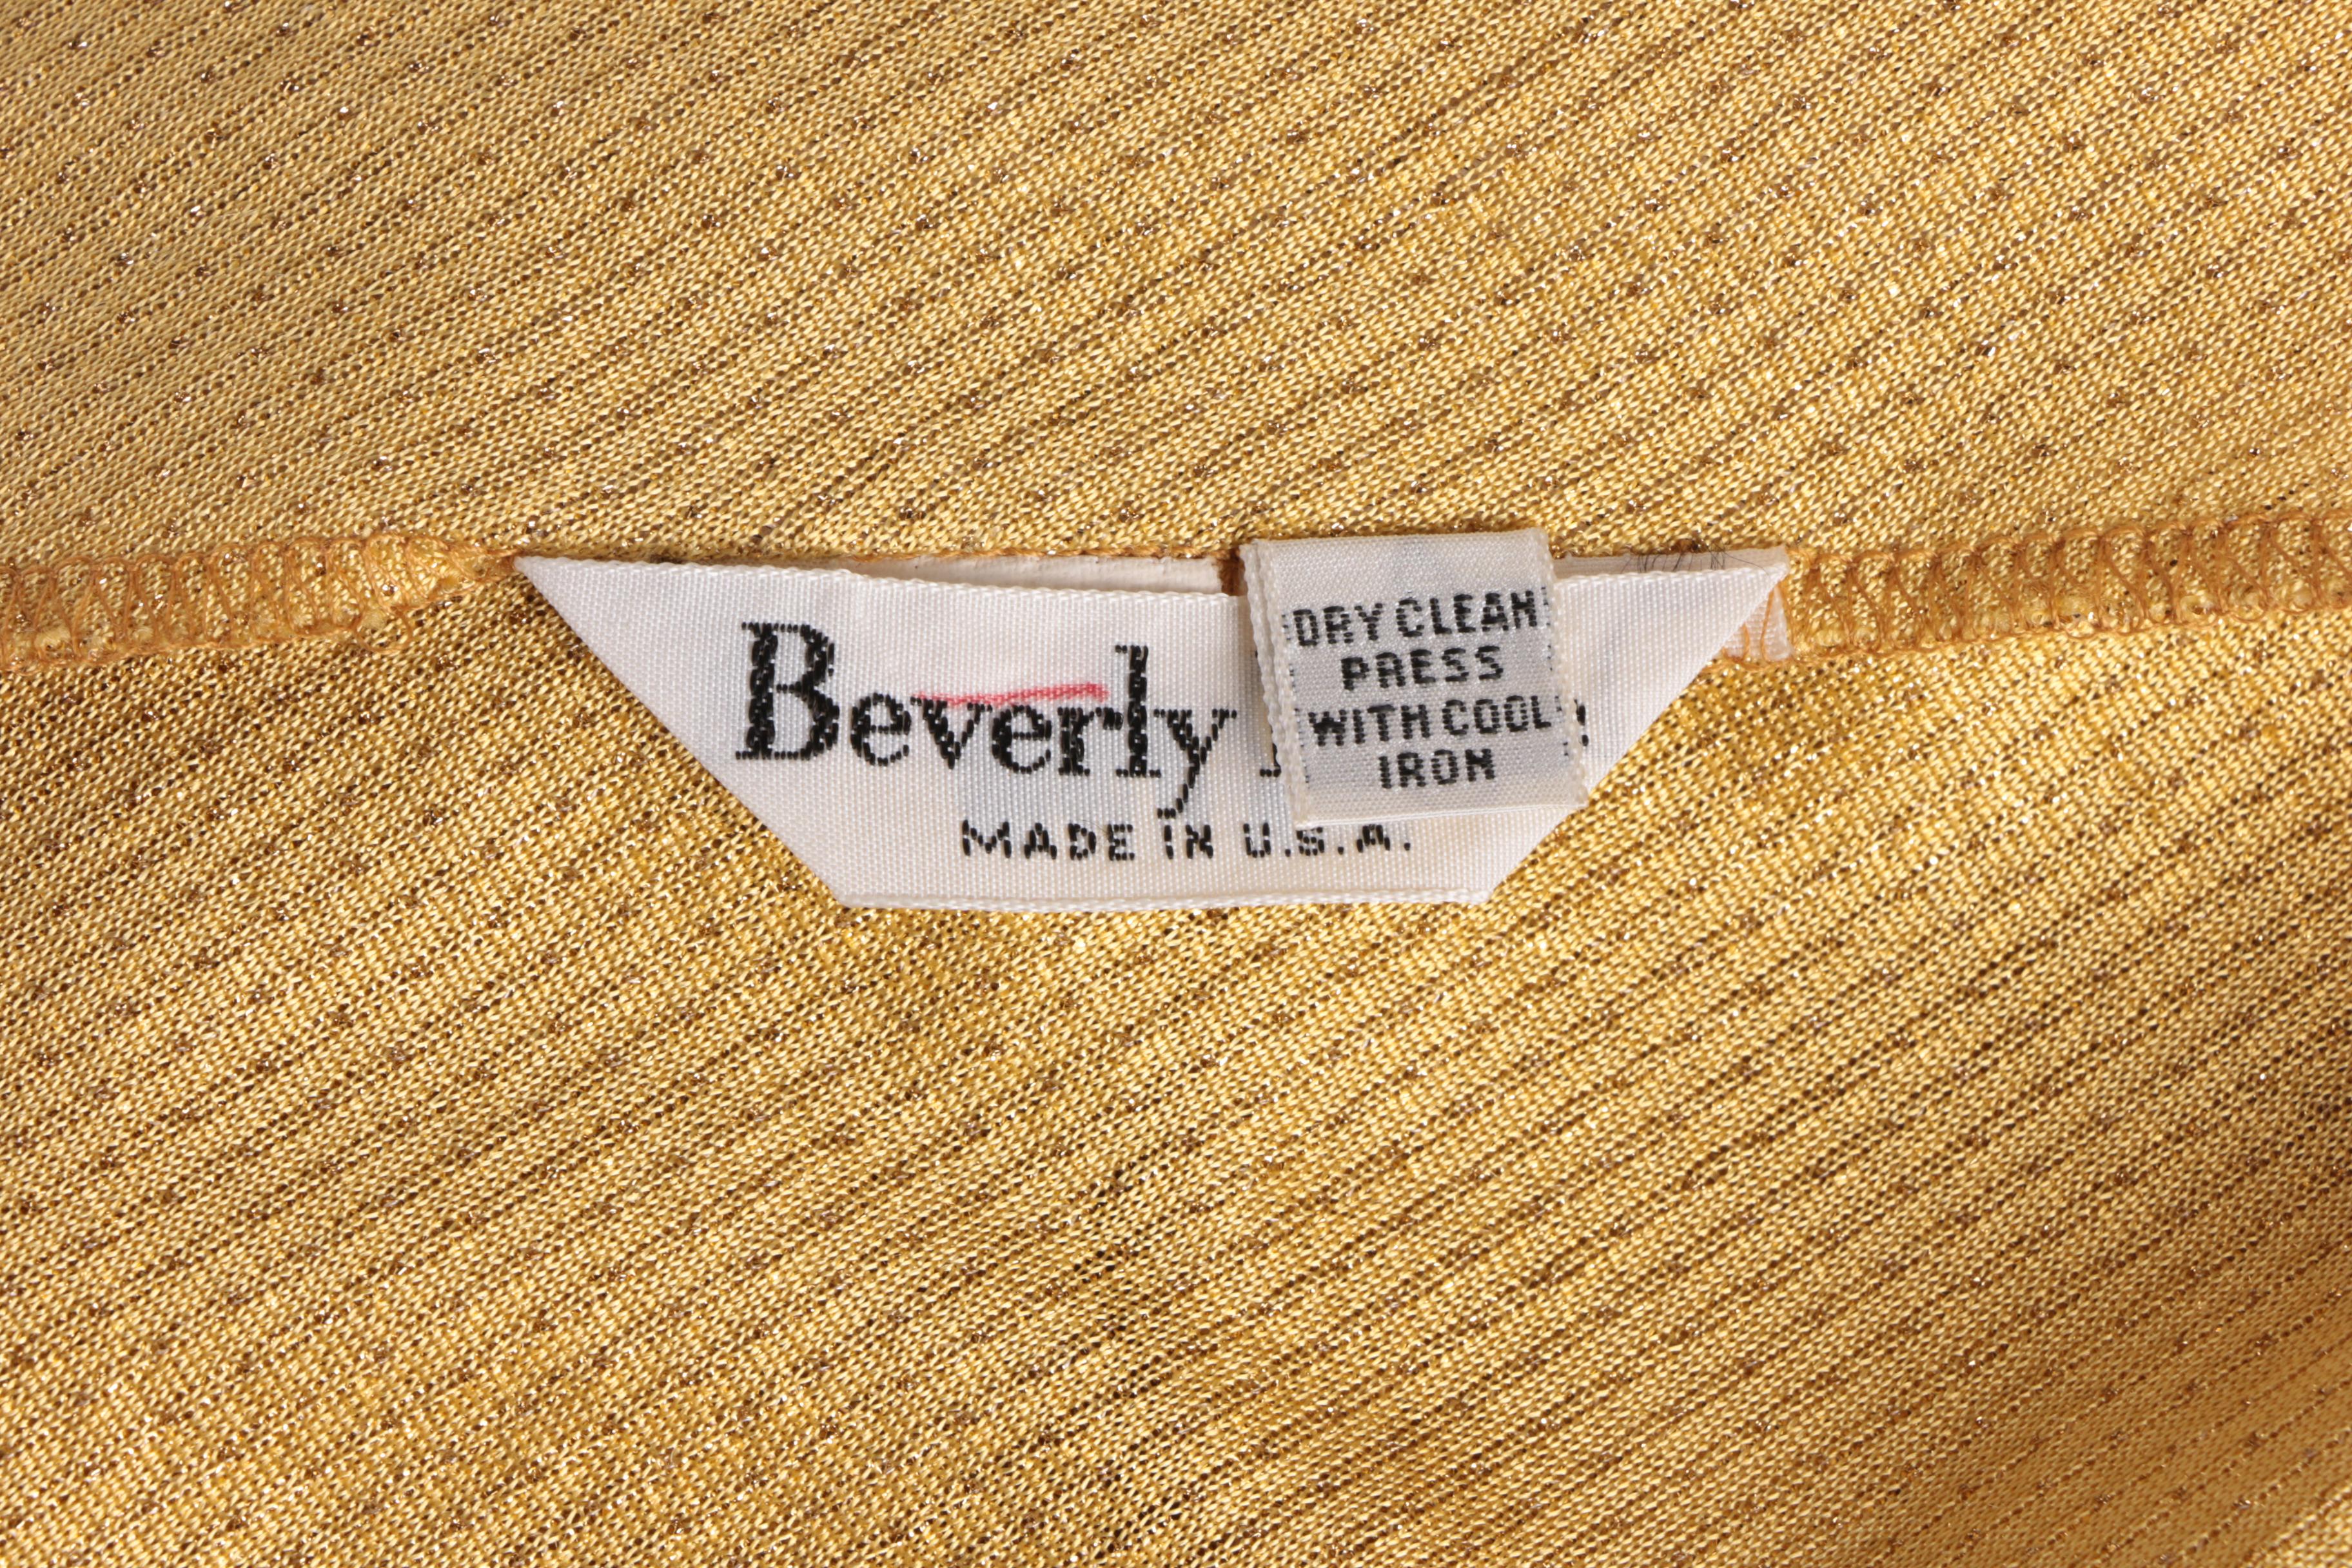 Beverly
MADE IN U.S.A.
DRY CLEAN
PRESS
WITH COOL
IRON